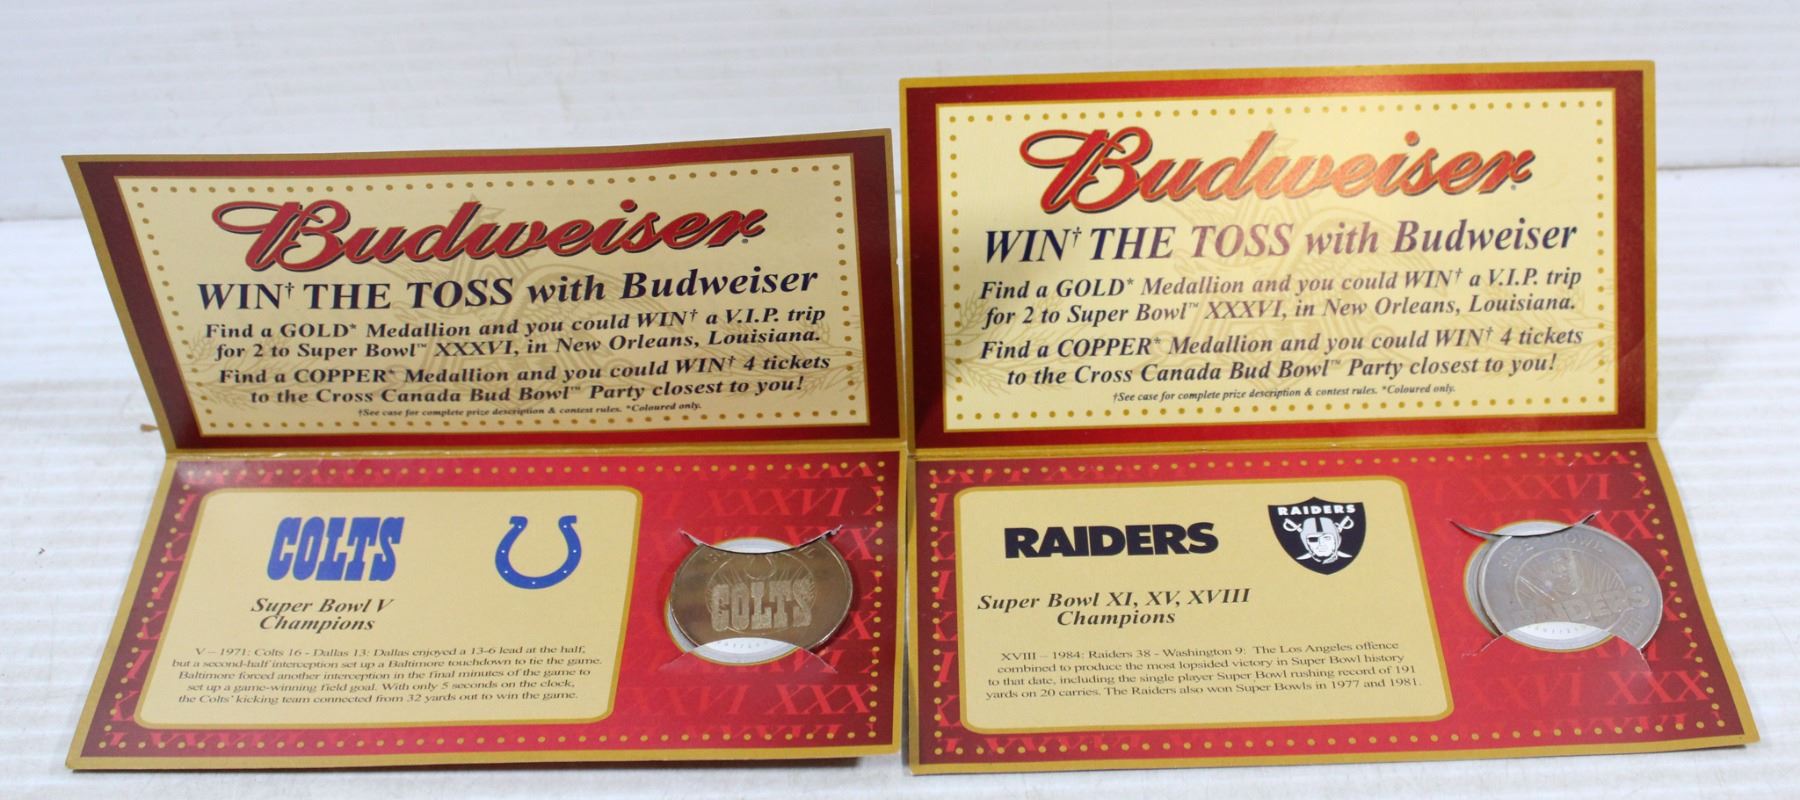 Budweiser
WIN† THE TOSS with Budweiser
Find a GOLD* Medallion and you could WIN† a V.I.P. trip
for 2 to Super Bowl™ XXXVI, in New Orleans, Louisiana.
Find a COPPER* Medallion and you could WIN† 4 tickets
to the Cross Canada Bud Bowl™ Party closest to you!
†See case for complete prize description & contest rules. *Coloured only.
COLTS
Super Bowl V
Champions
V – 1971: Colts 16 - Dallas 13: Dallas enjoyed a 13-6 lead at the half,
but a second-half interception set up a Baltimore touchdown to tie the game.
Baltimore forced another interception in the final minutes of the game to
set up a game-winning field goal. With only 5 seconds on the clock,
the Colts' kicking team connected from 32 yards out to win the game.
XXXVI
COLTS
Budweiser
WIN† THE TOSS with Budweiser
Find a GOLD* Medallion and you could WIN† a V.I.P. trip
for 2 to Super Bowl™ XXXVI, in New Orleans, Louisiana.
Find a COPPER* Medallion and you could WIN† 4 tickets
to the Cross Canada Bud Bowl™ Party closest to you!
†See case for complete prize description & contest rules. *Coloured only.
RAIDERS
RAIDERS
Super Bowl XI, XV, XVIII
Champions
XVIII – 1984: Raiders 38 - Washington 9: The Los Angeles offence
combined to produce the most lopsided victory in Super Bowl history
to that date, including the single player Super Bowl rushing record of 191
yards on 20 carries. The Raiders also won Super Bowls in 1977 and 1981.
XXXVI
RAIDERS